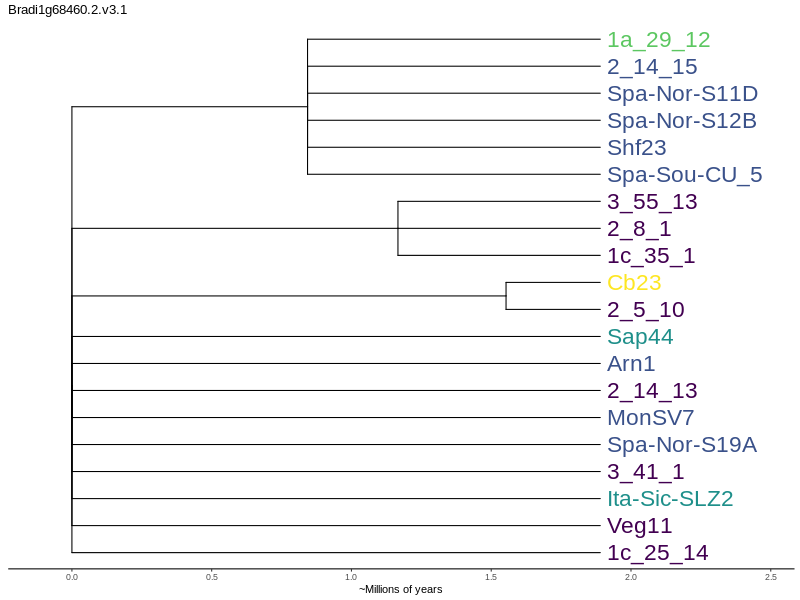 Bradi1g68460.2.v3.1
1a_29_12
2_14_15
Spa-Nor-S11D
Spa-Nor-S12B
Shf23
Spa-Sou-CU_5
3_55_13
2_8_1
1c_35_1
Cb23
2_5_10
Sap44
Arn1
2_14_13
MonSV7
Spa-Nor-S19A
3_41_1
Ita-Sic-SLZ2
Veg11
1c_25_14
0.0 0.5 1.0 1.5 2.0 2.5
~Millions of years